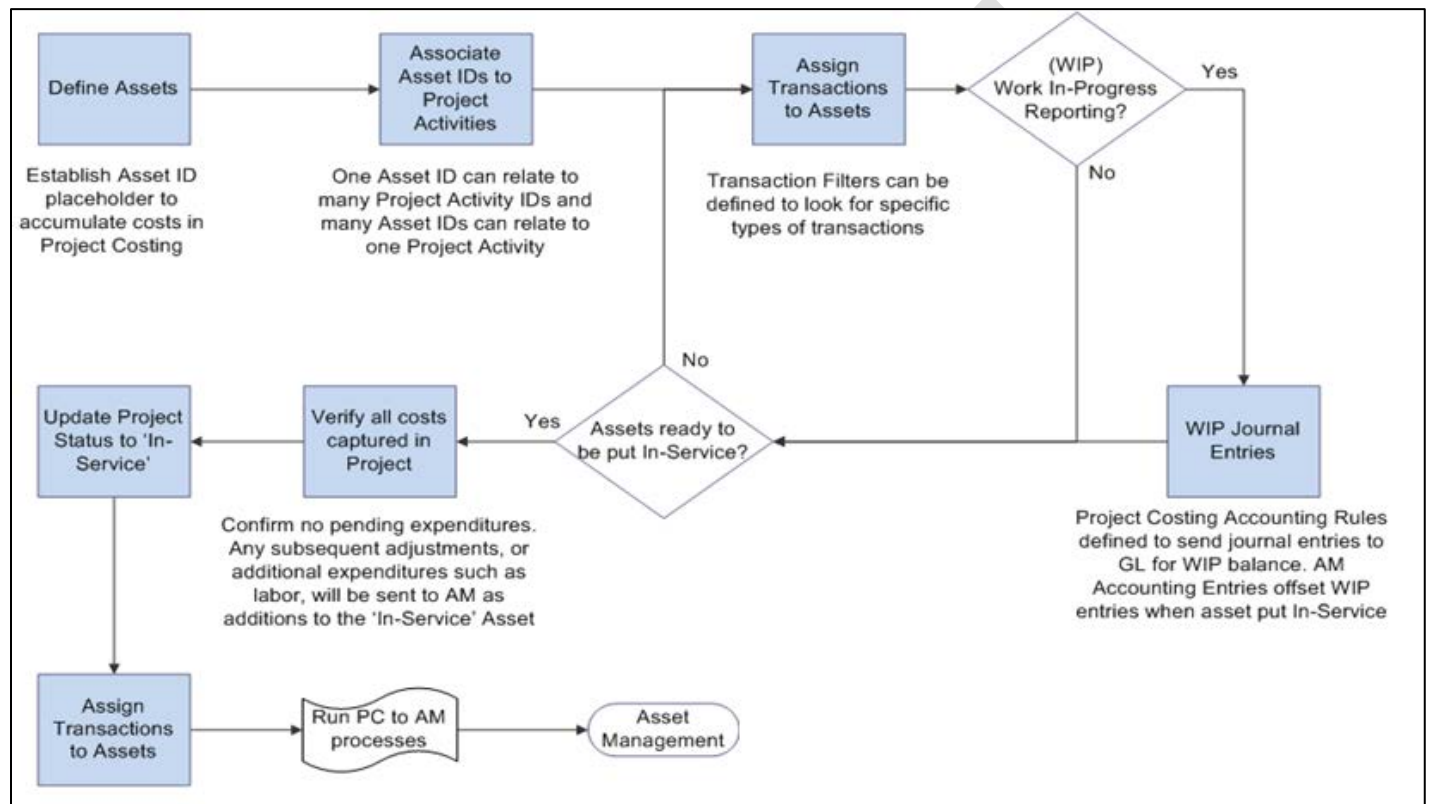 Define Assets
Establish Asset ID
placeholder to
accumulate costs in
Project Costing
Associate
Asset IDs to
Project
Activities
One Asset ID can relate to
many Project Activity IDs and
many Asset IDs can relate to
one Project Activity
Assign
Transactions
to Assets
Transaction Filters can be
defined to look for specific
types of transactions
(WIP)
Work In-Progress
Reporting?
Yes
No
WIP Journal
Entries
Project Costing Accounting Rules
defined to send journal entries to
GL for WIP balance. AM
Accounting Entries offset WIP
entries when asset put In-Service
Assets ready to
be put In-Service?
No
Yes
Verify all costs
captured in
Project
Confirm no pending expenditures.
Any subsequent adjustments, or
additional expenditures such as
labor, will be sent to AM as
additions to the ‘In-Service’ Asset
Update Project
Status to ‘In-
Service’
Assign
Transactions
to Assets
Run PC to AM
processes
Asset
Management